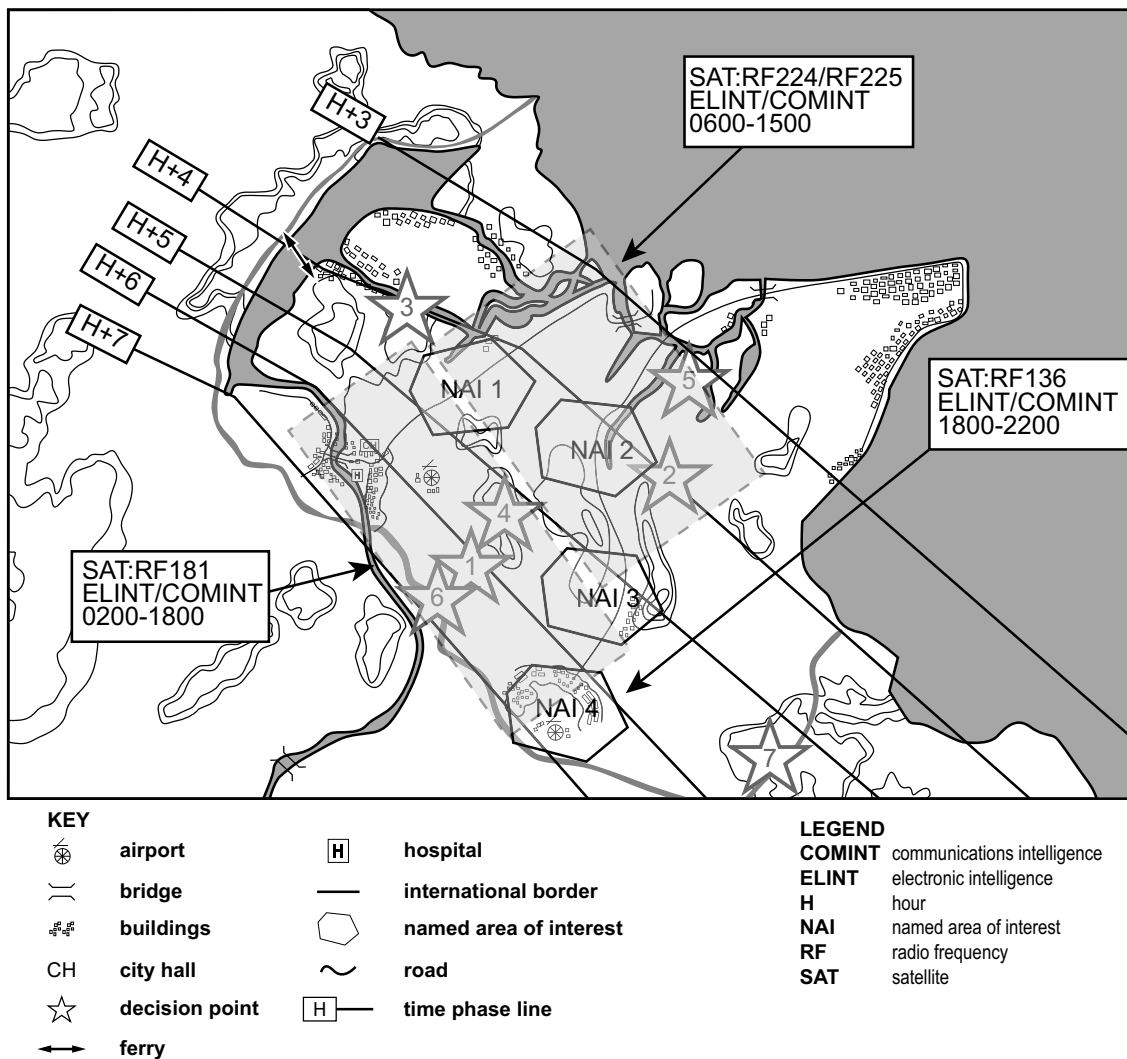 SAT:RF224/RF225
ELINT/COMINT
0600-1500
H+3
H+4
H+5
H+6
H+7
3
5
NAI 1
SAT:RF136
ELINT/COMINT
1800-2200
NAI 2
CH
H
2
4
1
6
SAT:RF181
ELINT/COMINT
0200-1800
NAI 3
NAI 4
7
KEY
airport
bridge
buildings
CH city hall
decision point
ferry
H hospital
international border
named area of interest
road
H time phase line
LEGEND
COMINT communications intelligence
ELINT electronic intelligence
H hour
NAI named area of interest
RF radio frequency
SAT satellite